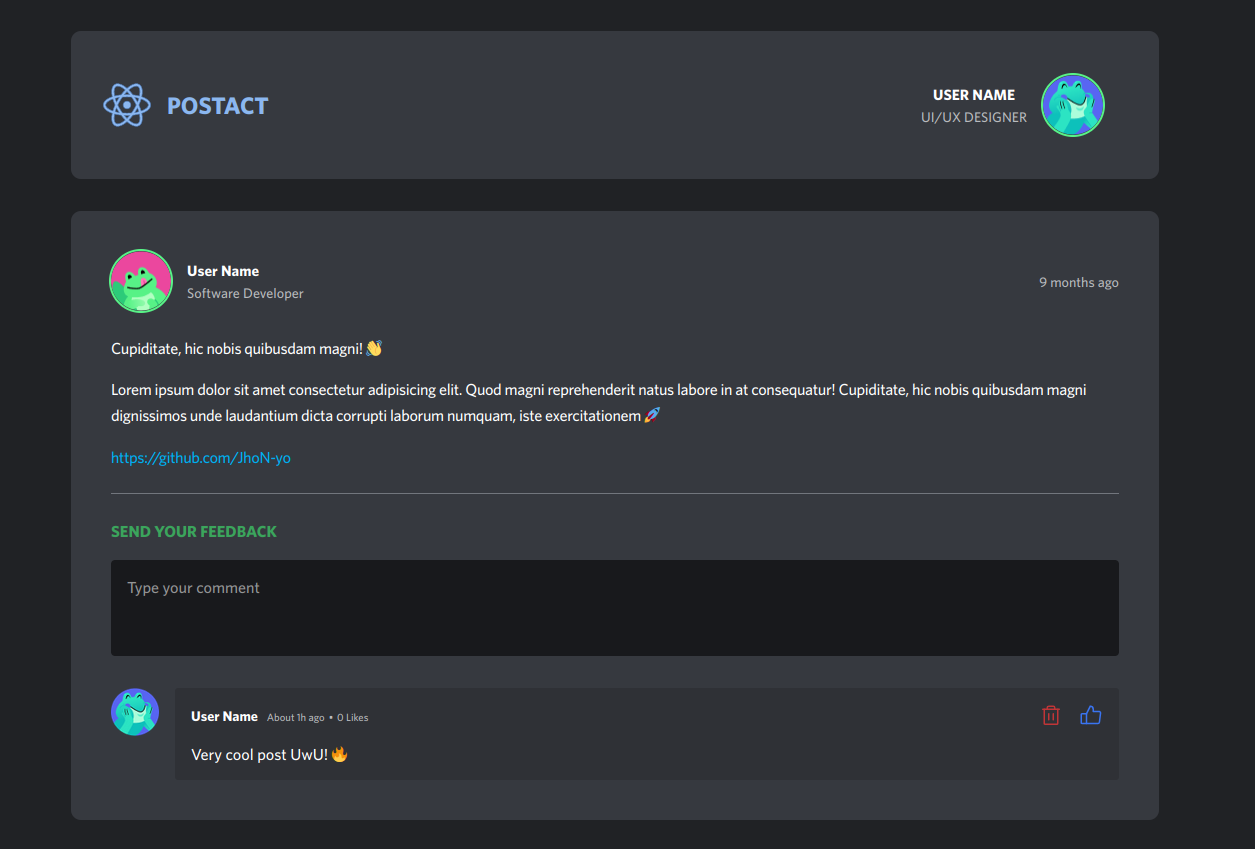 POSTACT
USER NAME
UI/UX DESIGNER
User Name
Software Developer
9 months ago
Cupiditate, hic nobis quibusdam magni! 👋
Lorem ipsum dolor sit amet consectetur adipisicing elit. Quod magni reprehenderit natus labore in at consequatur! Cupiditate, hic nobis quibusdam magni
dignissimos unde laudantium dicta corrupti laborum numquam, iste exercitationem 🚀
https://github.com/JhoN-yo
SEND YOUR FEEDBACK
Type your comment
User Name About 1h ago • 0 Likes
Very cool post UwU! 🔥